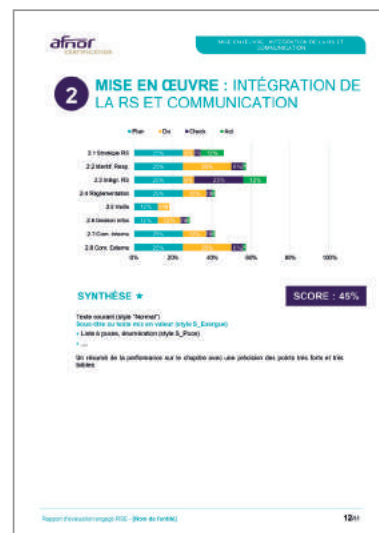 afnor
CERTIFICATION
MISE EN ŒUVRE : INTÉGRATION DE LA RS ET
COMMUNICATION
2
MISE EN ŒUVRE : INTÉGRATION DE
LA RS ET COMMUNICATION
Plan Do Check Act
2.1 Envergure RS
2.2 Identif. Resp.
2.3 Intégr. RS
2.4 Réglementation
2.5 Veille
2.6 Gestion infos
2.7 Com. Interne
2.8 Com. Externe
0% 20% 40% 60% 80% 100%
SYNTHÈSE ★
SCORE : 45%
Texte courant (style "Normal")
Sous-titre ou texte mis en valeur (style S_Exergue)
• Liste à puces, énumération (style S_Puce)
• ...
Un résumé de la performance sur le chapitre avec une précision des points très forts et très
faibles
Rapport d'évaluation engagé RSE - [Nom de l'entité]